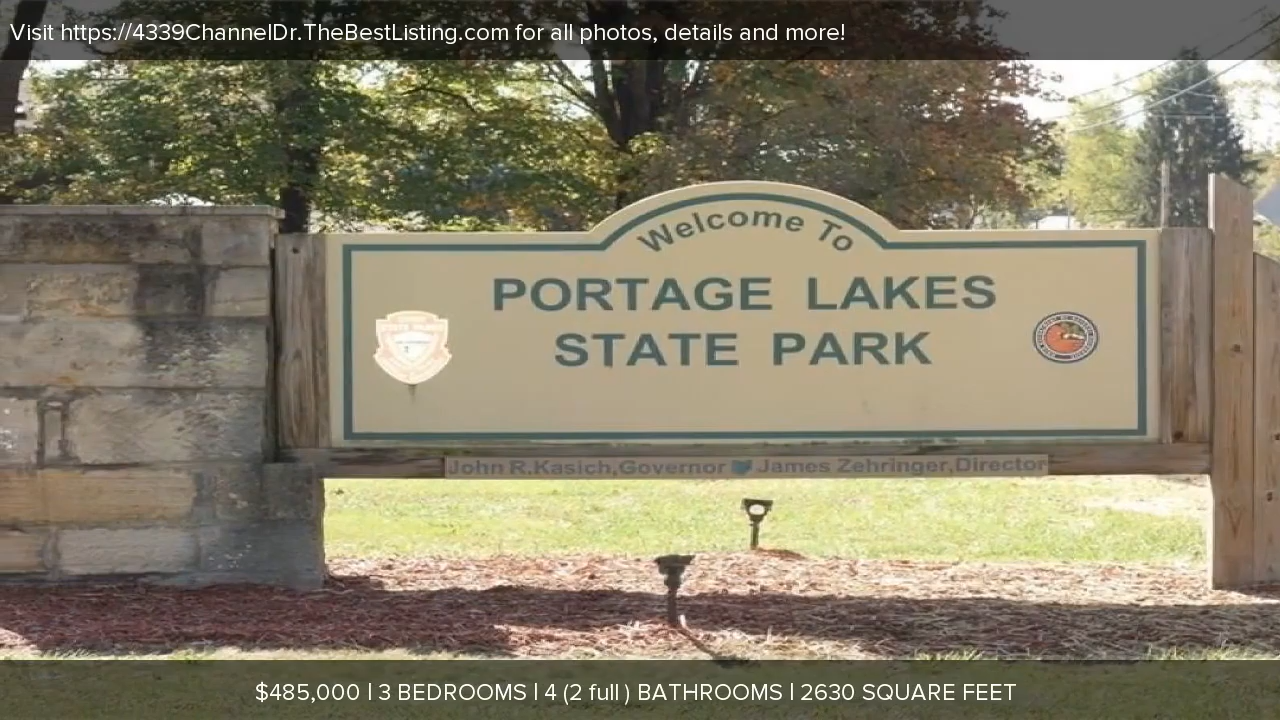 Visit https://4339ChannelDr.TheBestListing.com for all photos, details and more!
Welcome To
PORTAGE LAKES
STATE PARK
John R.Kasich,Governor James Zehringer,Director
$485,000 | 3 BEDROOMS | 4 (2 full ) BATHROOMS | 2630 SQUARE FEET